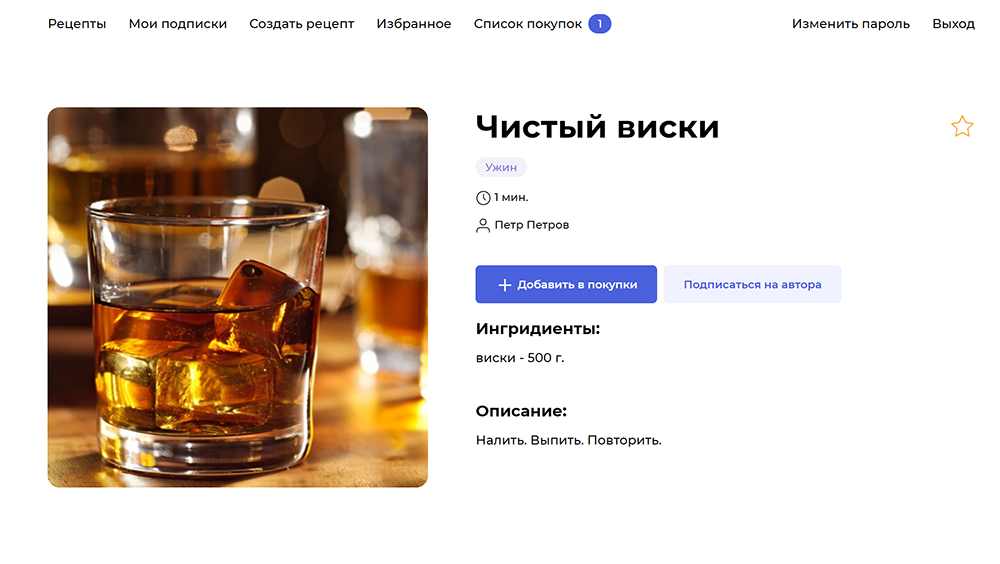 Рецепты Мои подписки Создать рецепт Избранное Список покупок 1 Изменить пароль Выход
Чистый виски
Ужин
1 мин.
Петр Петров
Добавить в покупки Подписаться на автора
Ингридиенты:
виски - 500 г.
Описание:
Налить. Выпить. Повторить.